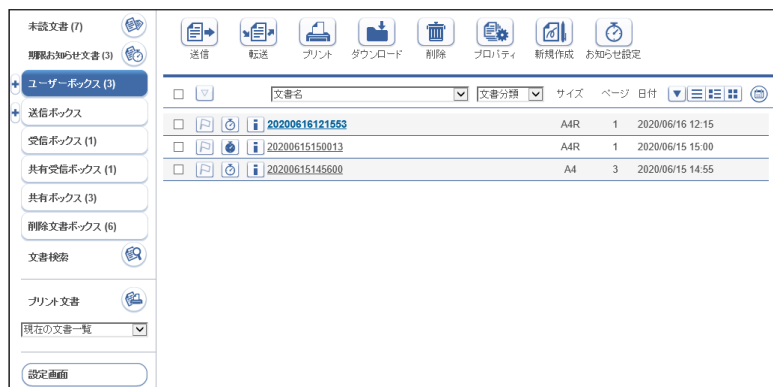 未読文書 (7)
期限お知らせ文書 (3)
ユーザーボックス (3)
送信ボックス
受信ボックス (1)
共有受信ボックス (1)
共有ボックス (3)
削除文書ボックス (6)
文書検索
プリント文書
現在の文書一覧
設定画面
送信 転送 プリント ダウンロード 削除 プロパティ 新規作成 お知らせ設定
文書名 文書分類 サイズ ページ 日付
20200616121553 A4R 1 2020/06/16 12:15
20200615150013 A4R 1 2020/06/15 15:00
20200615145600 A4 3 2020/06/15 14:55